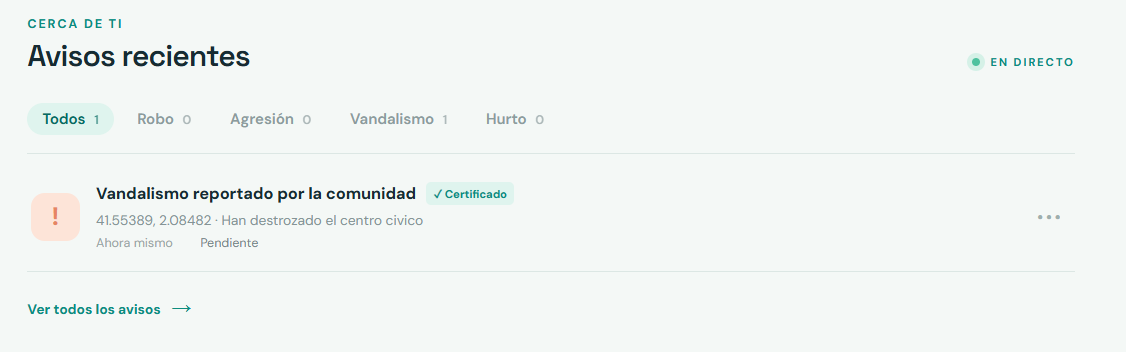 CERCA DE TI
Avisos recientes
EN DIRECTO
Todos 1 Robo 0 Agresión 0 Vandalismo 1 Hurto 0
! Vandalismo reportado por la comunidad ✓ Certificado
41.55389, 2.08482 · Han destrozado el centro civico
Ahora mismo Pendiente
Ver todos los avisos →